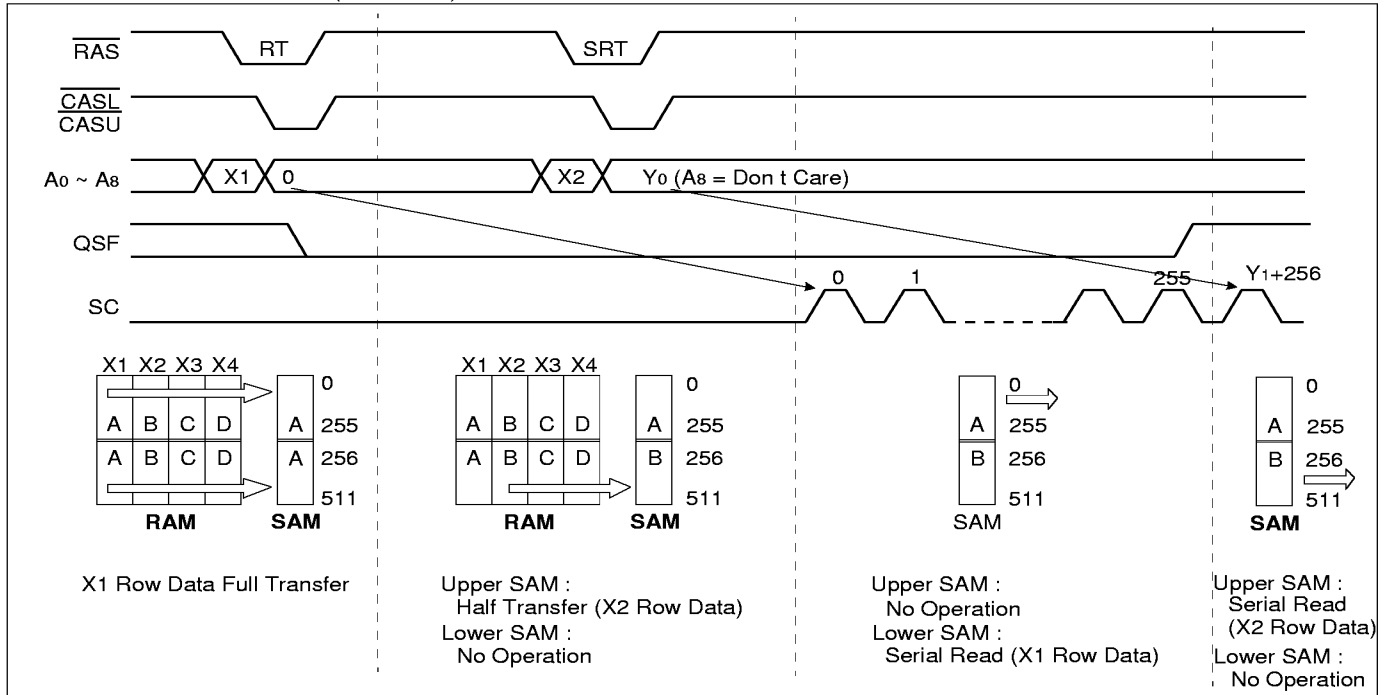 RAS RT SRT
CASL
CASU
A0 ~ A8 X1 0 X2 Y0 (A8 = Don t Care)
QSF
0 1 255 Y1+256
SC
X1 X2 X3 X4
0
A B C D A 255
A B C D A 256
511
RAM SAM
X1 Row Data Full Transfer
X1 X2 X3 X4
0
A B C D A 255
A B C D B 256
511
RAM SAM
Upper SAM :
Half Transfer (X2 Row Data)
Lower SAM :
No Operation
0
A 255
B 256
511
SAM
Upper SAM :
No Operation
Lower SAM :
Serial Read (X1 Row Data)
0
A 255
B 256
511
SAM
Upper SAM :
Serial Read
(X2 Row Data)
Lower SAM :
No Operation